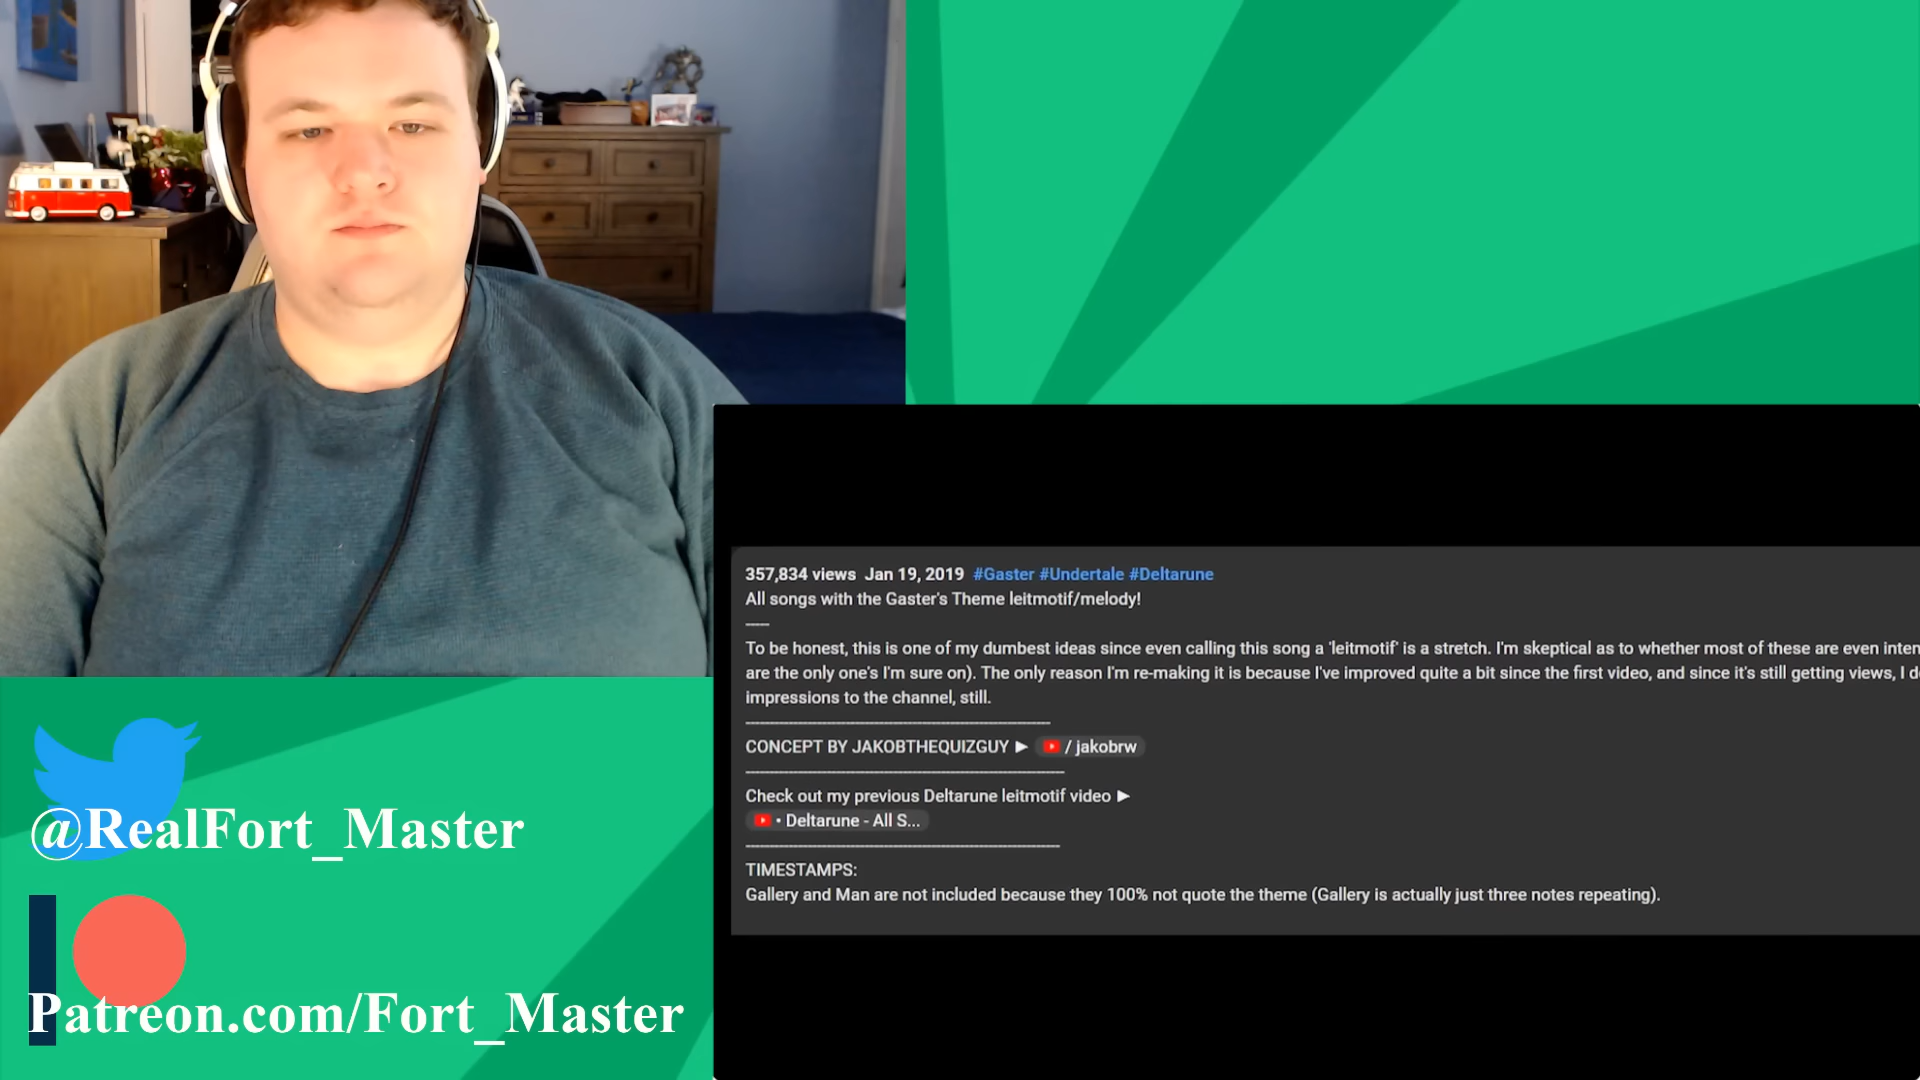 357,834 views Jan 19, 2019 #Gaster #Undertale #Deltarune
All songs with the Gaster's Theme leitmotif/melody!
-----
To be honest, this is one of my dumbest ideas since even calling this song a 'leitmotif' is a stretch. I'm skeptical as to whether most of these are even
are the only one's I'm sure on). The only reason I'm re-making it is because I've improved quite a bit since the first video, and since it's still getting views, I
impressions to the channel, still.
CONCEPT BY JAKOBTHEQUIZGUY ► / jakobrw
Check out my previous Deltarune leitmotif video ►
• Deltarune - All S...
TIMESTAMPS:
Gallery and Man are not included because they 100% not quote the theme (Gallery is actually just three notes repeating).
@RealFort_Master
Patreon.com/Fort_Master